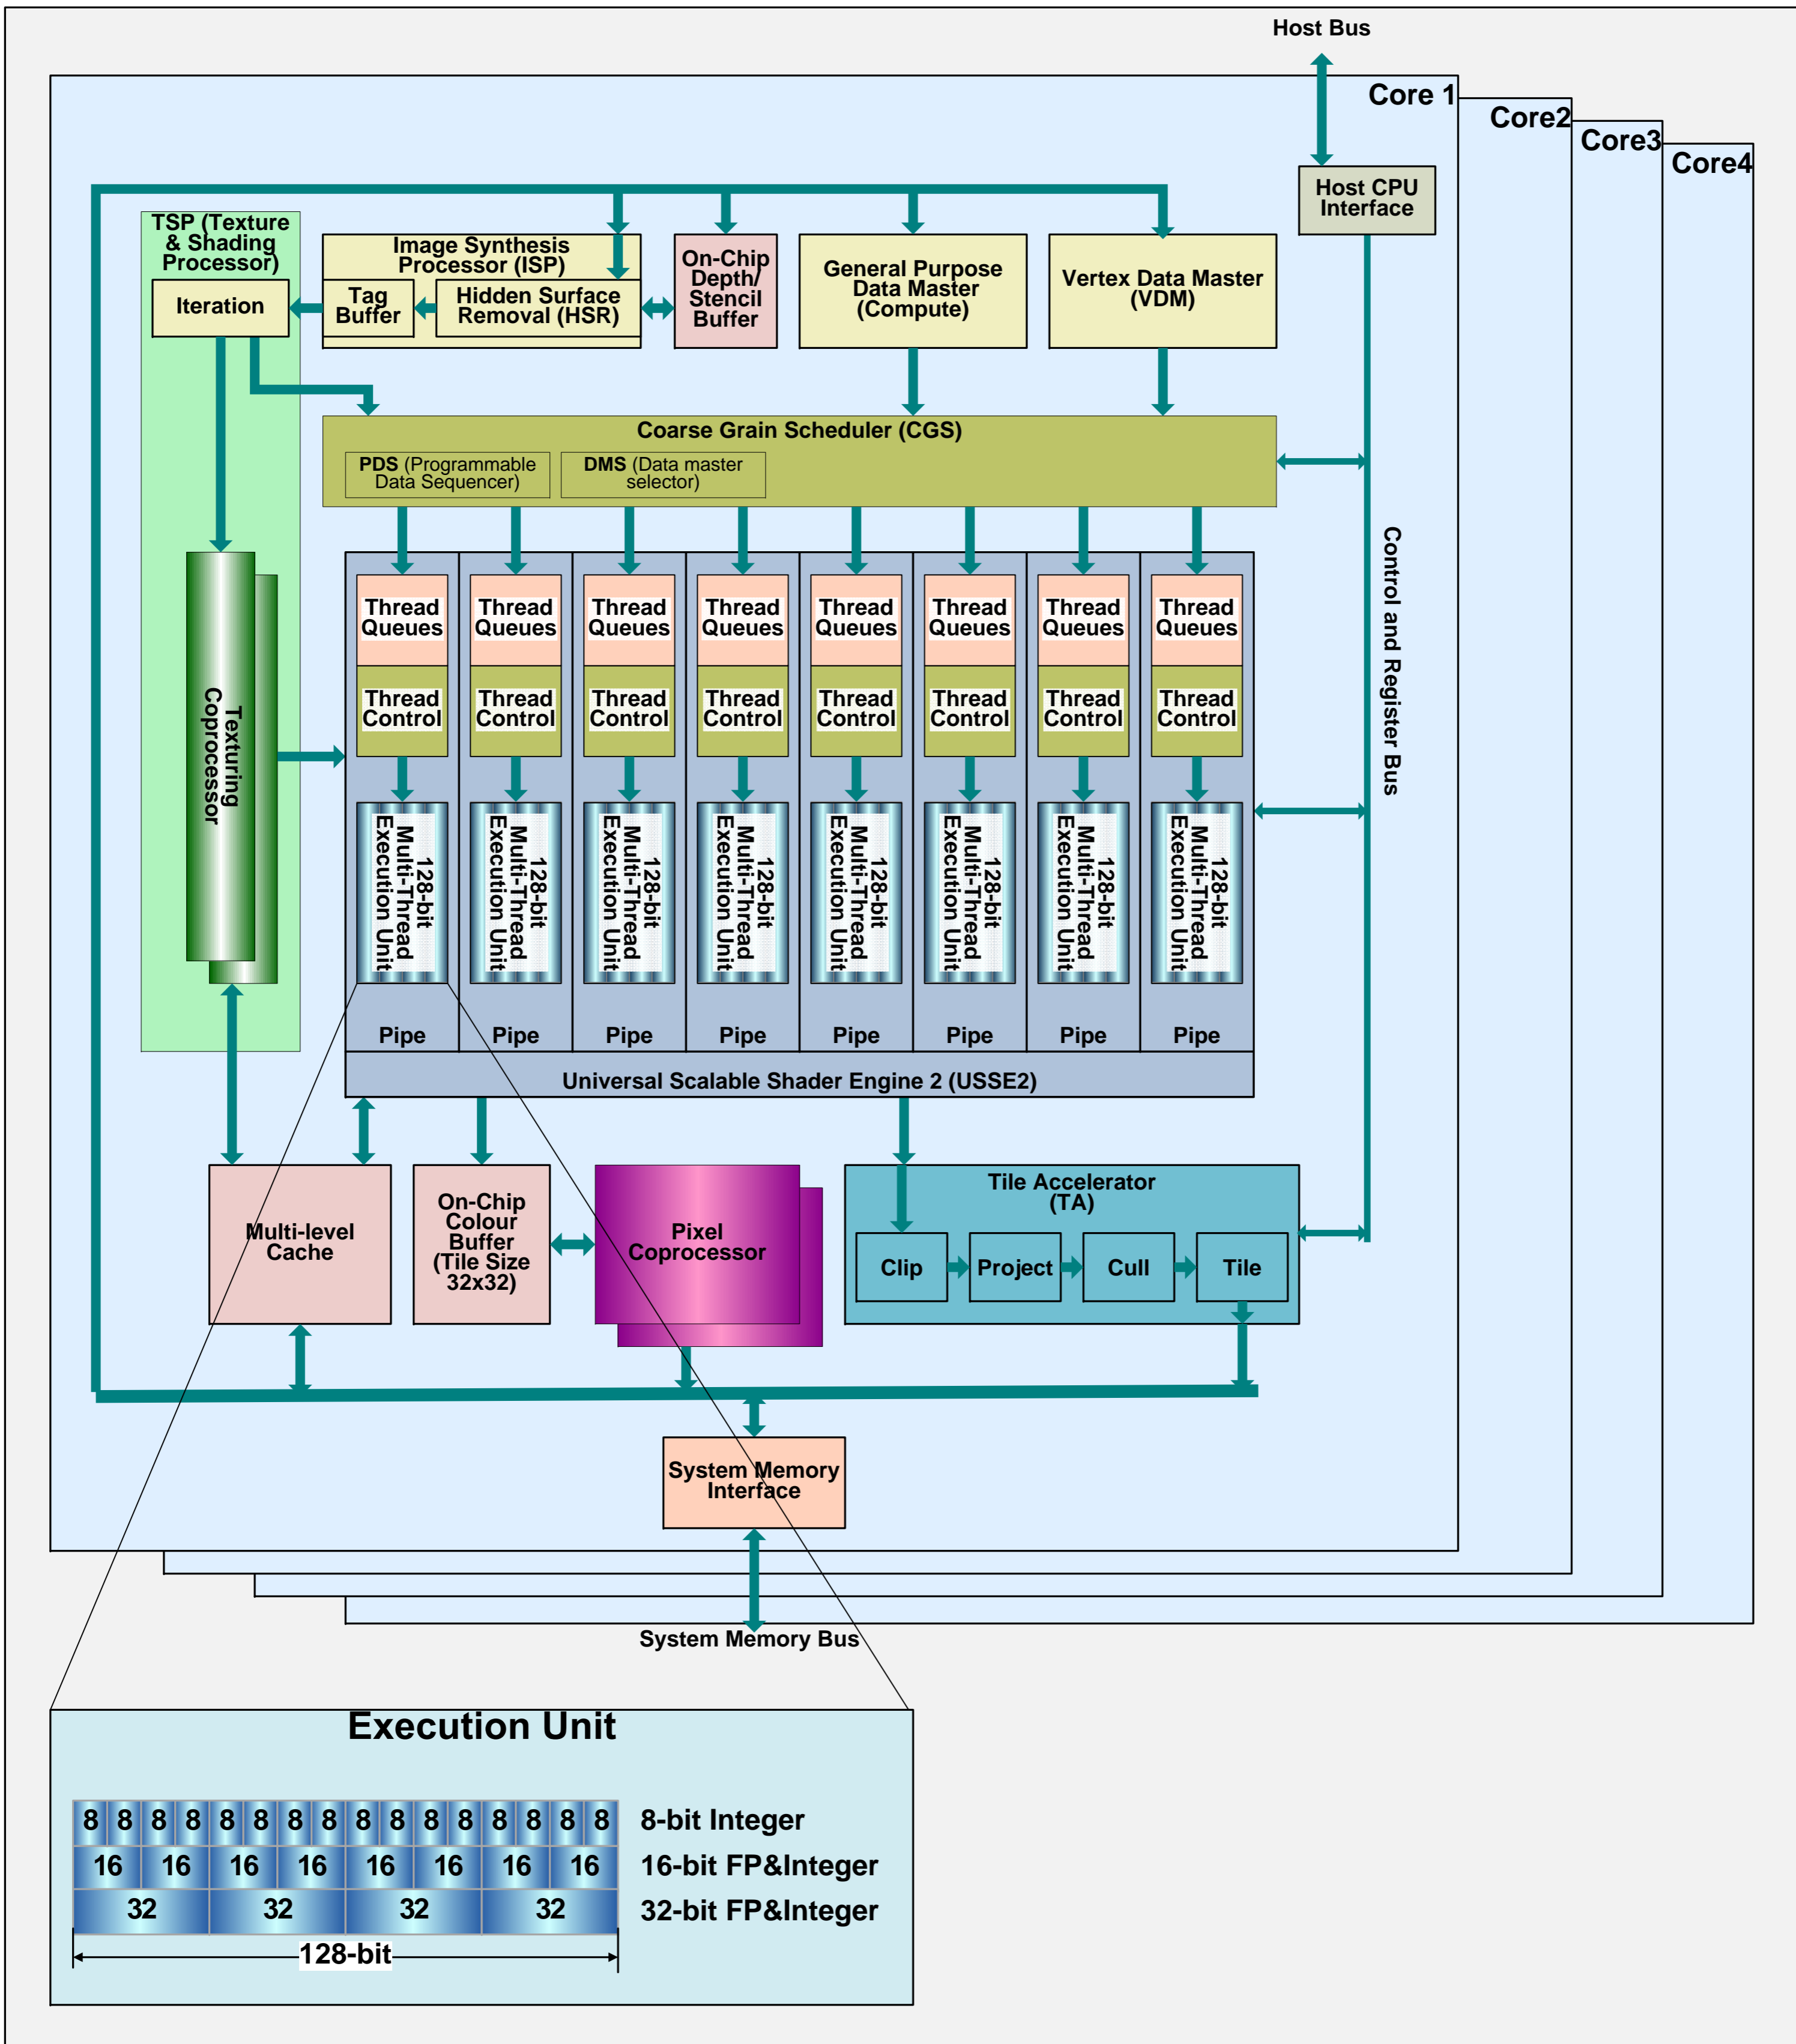 Host Bus
Core 1
Core2
Core3
Core4
Host CPU
Interface
TSP (Texture
& Shading
Processor)
Iteration
Image Synthesis
Processor (ISP)
Tag
Buffer
Hidden Surface
Removal (HSR)
On-Chip
Depth/
Stencil
Buffer
General Purpose
Data Master
(Compute)
Vertex Data Master
(VDM)
Coarse Grain Scheduler (CGS)
PDS (Programmable
Data Sequencer)
DMS (Data master
selector)
Control and Register Bus
Texturing
Coprocessor
Thread
Queues
Thread
Queues
Thread
Queues
Thread
Queues
Thread
Queues
Thread
Queues
Thread
Queues
Thread
Queues
Thread
Control
Thread
Control
Thread
Control
Thread
Control
Thread
Control
Thread
Control
Thread
Control
Thread
Control
128-bit
Multi-Thread
Execution Unit
128-bit
Multi-Thread
Execution Unit
128-bit
Multi-Thread
Execution Unit
128-bit
Multi-Thread
Execution Unit
128-bit
Multi-Thread
Execution Unit
128-bit
Multi-Thread
Execution Unit
128-bit
Multi-Thread
Execution Unit
128-bit
Multi-Thread
Execution Unit
Pipe Pipe Pipe Pipe Pipe Pipe Pipe Pipe
Universal Scalable Shader Engine 2 (USSE2)
Multi-level
Cache
On-Chip
Colour
Buffer
(Tile Size
32x32)
Pixel
Coprocessor
Tile Accelerator
(TA)
Clip
Project
Cull
Tile
System Memory
Interface
System Memory Bus
Execution Unit
8 8 8 8 8 8 8 8 8 8 8 8 8 8 8 8 8-bit Integer
16 16 16 16 16 16 16 16 16-bit FP&Integer
32 32 32 32 32-bit FP&Integer
128-bit